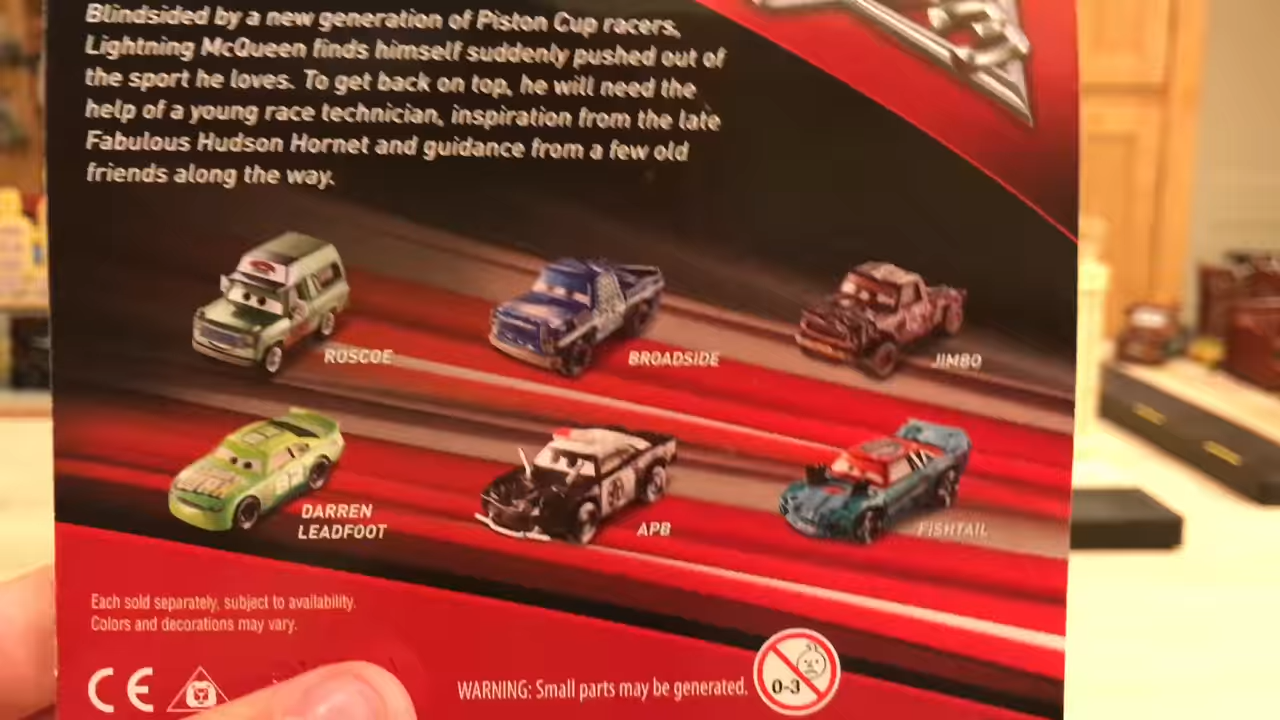 Blindsided by a new generation of Piston Cup racers,
Lightning McQueen finds himself suddenly pushed out of
the sport he loves. To get back on top, he will need the
help of a young race technician, inspiration from the late
Fabulous Hudson Hornet and guidance from a few old
friends along the way.
ROSCOE
BROADSIDE
JIMBO
DARREN
LEADFOOT
APB
FISHTAIL
Each sold separately, subject to availability.
Colors and decorations may vary.
CE
WARNING: Small parts may be generated.
0-3